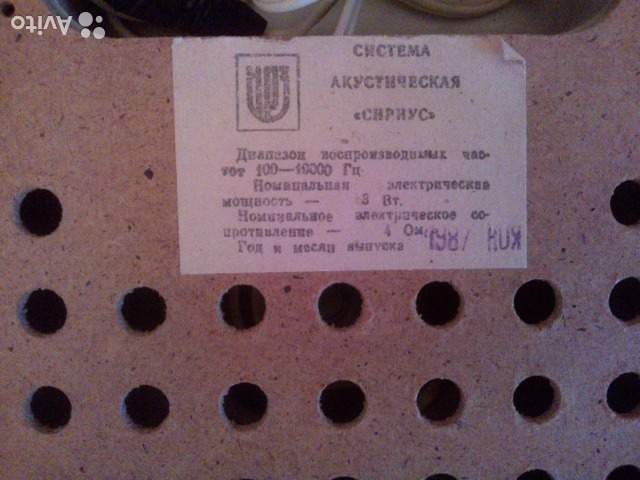 Avito
СИСТЕМА
АКУСТИЧЕСКАЯ
«СИРИУС»
Диапазон воспроизводимых час-
тот 100—10000 Гц
Номинальная электрическая
мощность — 3 Вт.
Номинальное электрическое со-
противление — 4 Ом.
Год и месяц выпуска 1987